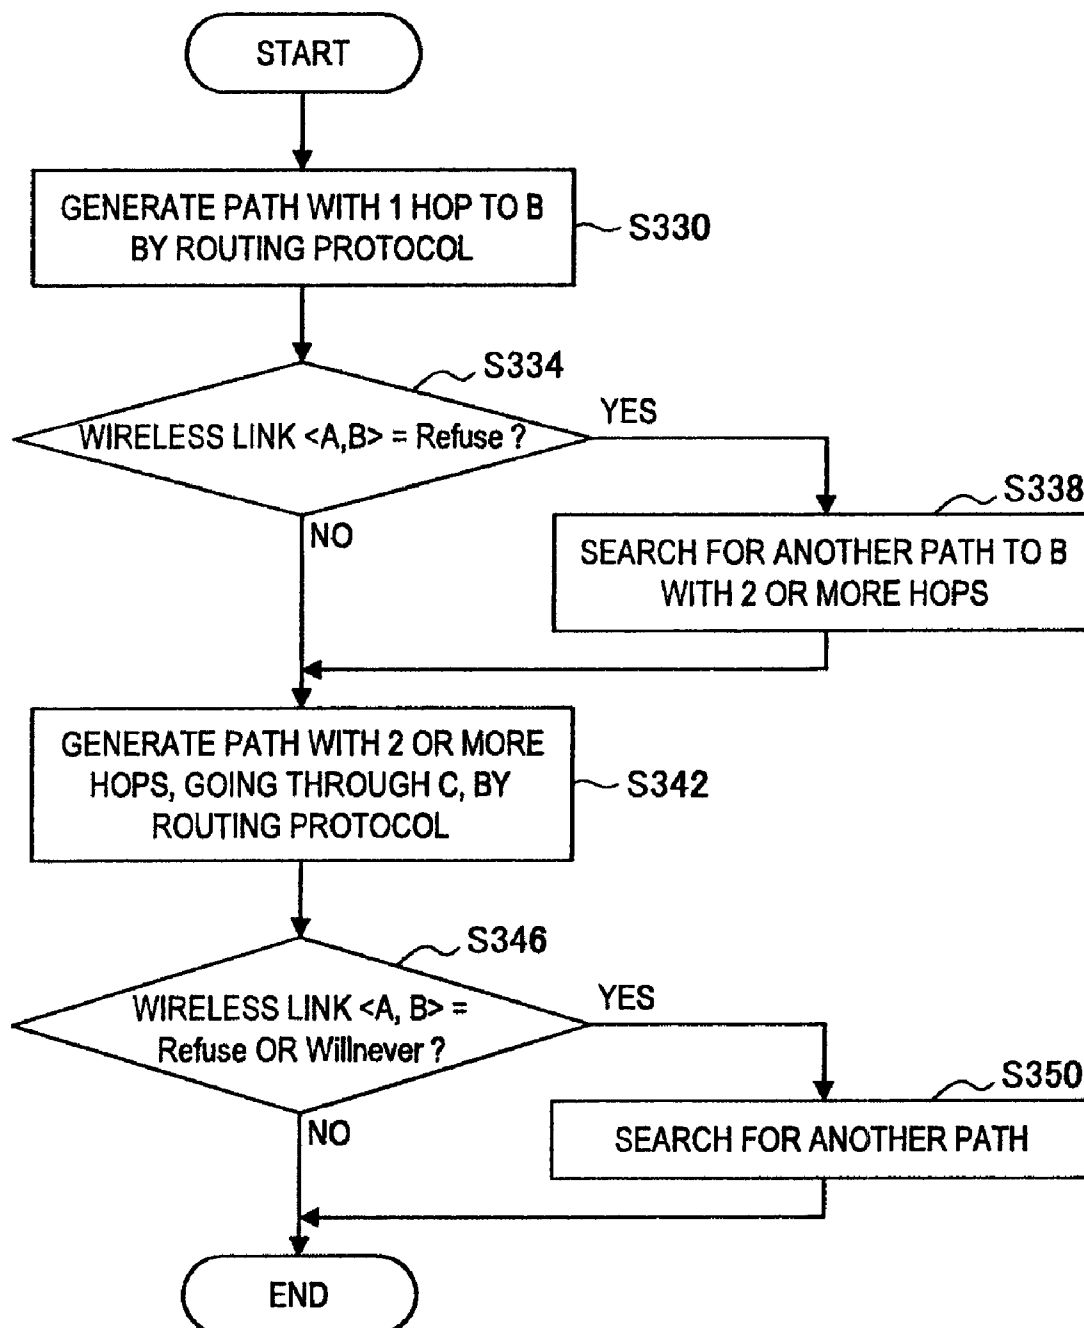 START
GENERATE PATH WITH 1 HOP TO B
BY ROUTING PROTOCOL
S330
S334
WIRELESS LINK <A,B> = Refuse ?
YES
NO
S338
SEARCH FOR ANOTHER PATH TO B
WITH 2 OR MORE HOPS
GENERATE PATH WITH 2 OR MORE
HOPS, GOING THROUGH C, BY
ROUTING PROTOCOL
S342
S346
WIRELESS LINK <A, B> =
Refuse OR Willnever ?
YES
NO
S350
SEARCH FOR ANOTHER PATH
END